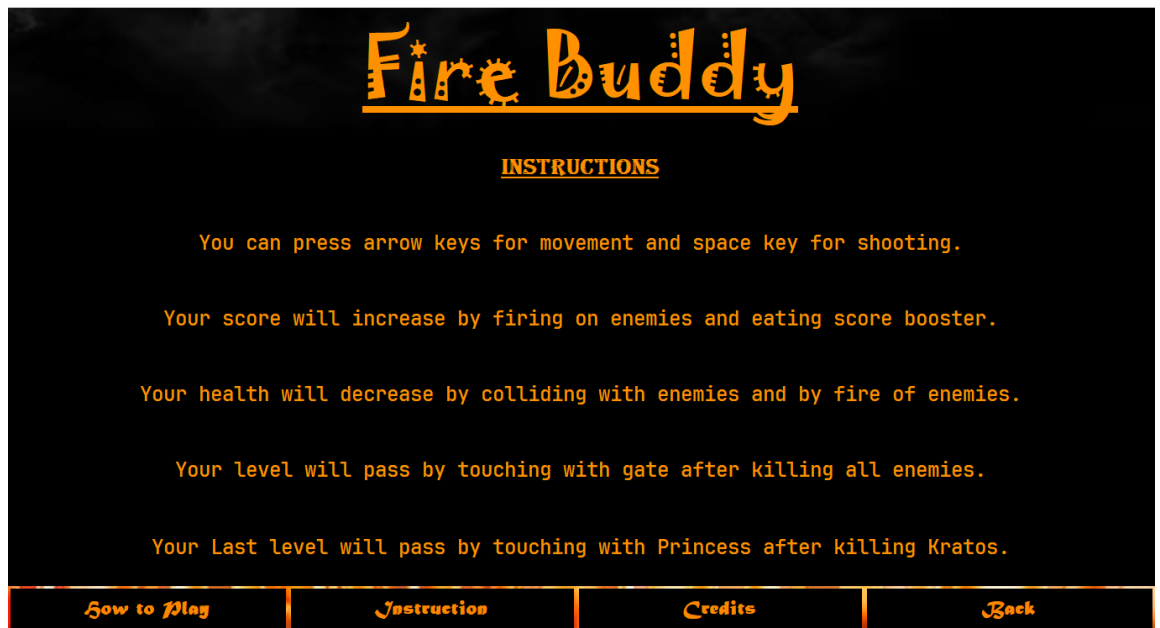 Fire Buddy
INSTRUCTIONS
You can press arrow keys for movement and space key for shooting.
Your score will increase by firing on enemies and eating score booster.
Your health will decrease by colliding with enemies and by fire of enemies.
Your level will pass by touching with gate after killing all enemies.
Your Last level will pass by touching with Princess after killing Kratos.
How to Play
Instruction
Credits
Back